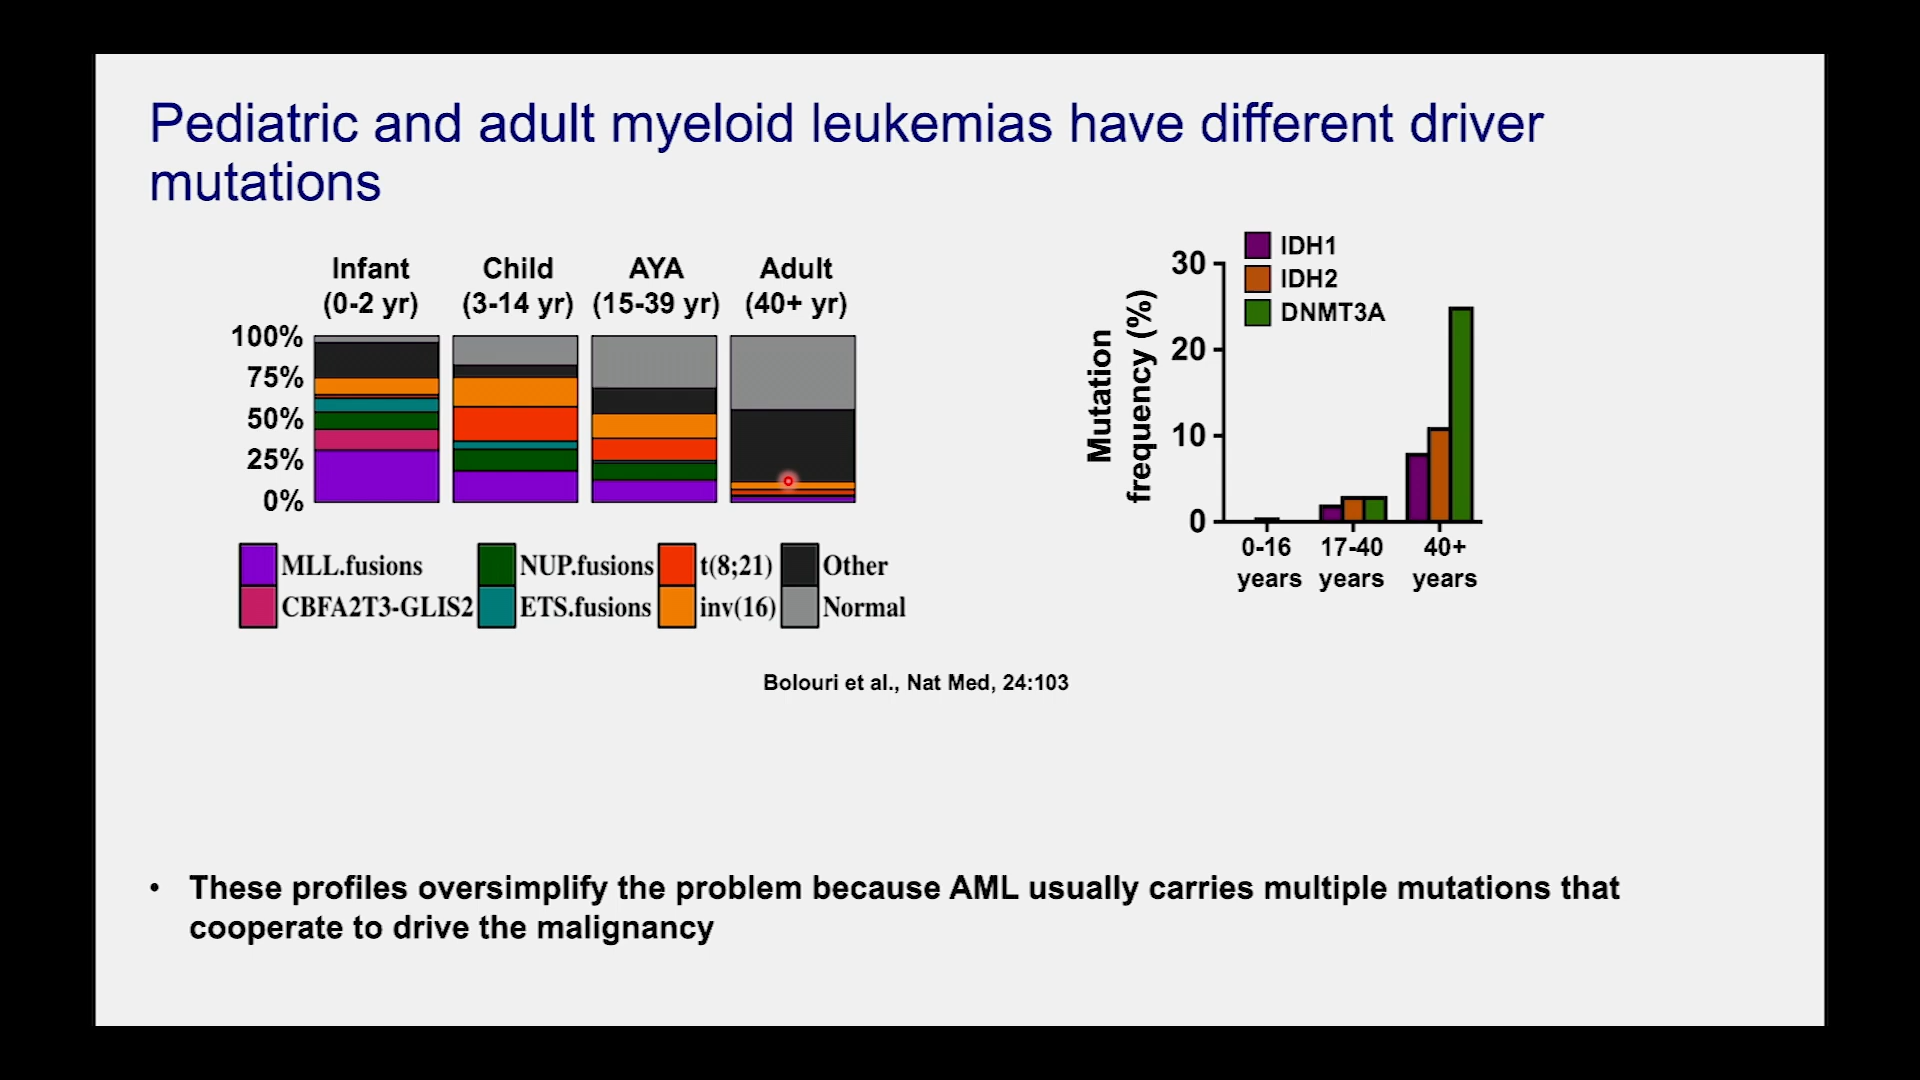 Pediatric and adult myeloid leukemias have different driver
mutations
Infant Child AYA Adult
(0-2 yr) (3-14 yr) (15-39 yr) (40+ yr)
100%
75%
50%
25%
0%
MLL.fusions NUP.fusions t(8;21) Other
CBFA2T3-GLIS2 ETS.fusions inv(16) Normal
IDH1
IDH2
DNMT3A
Mutation
frequency (%)
30
20
10
0
0-16 17-40 40+
years years years
Bolouri et al., Nat Med, 24:103
• These profiles oversimplify the problem because AML usually carries multiple mutations that
cooperate to drive the malignancy